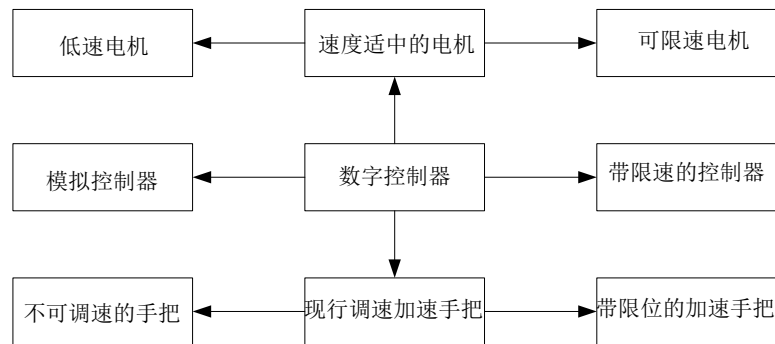 低速电机
速度适中的电机
可限速电机
模拟控制器
数字控制器
带限速的控制器
不可调速的手把
现行调速加速手把
带限位的加速手把